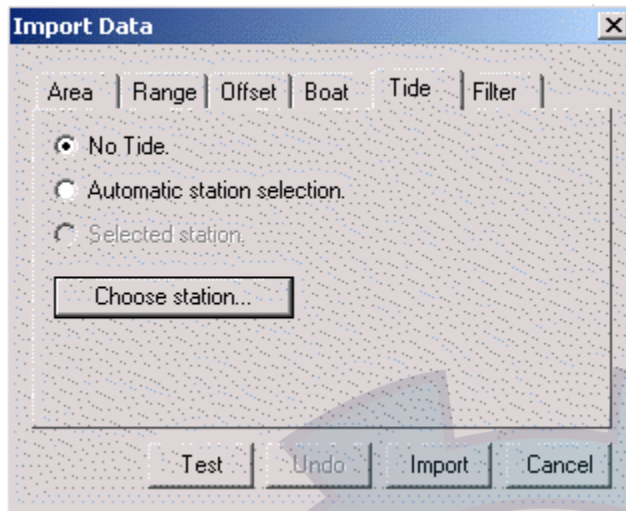 Import Data
Area Range Offset Boat Tide Filter
No Tide.
Automatic station selection.
Selected station.
Choose station...
Test Undo Import Cancel